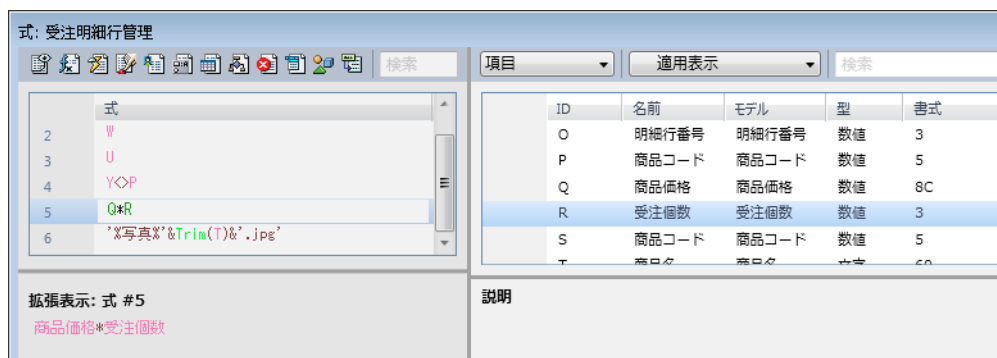 式: 受注明細行管理
検索
項目 適用表示 検索
式
2 W
3 U
4 Y<>P
5 Q*R
6 '%写真%'&Trim(T)&'.jpg'
ID 名前 モデル 型 書式
O 明細行番号 明細行番号 数値 3
P 商品コード 商品コード 数値 5
Q 商品価格 商品価格 数値 8C
R 受注個数 受注個数 数値 3
S 商品コード 商品コード 数値 5
拡張表示: 式 #5
商品価格*受注個数
説明